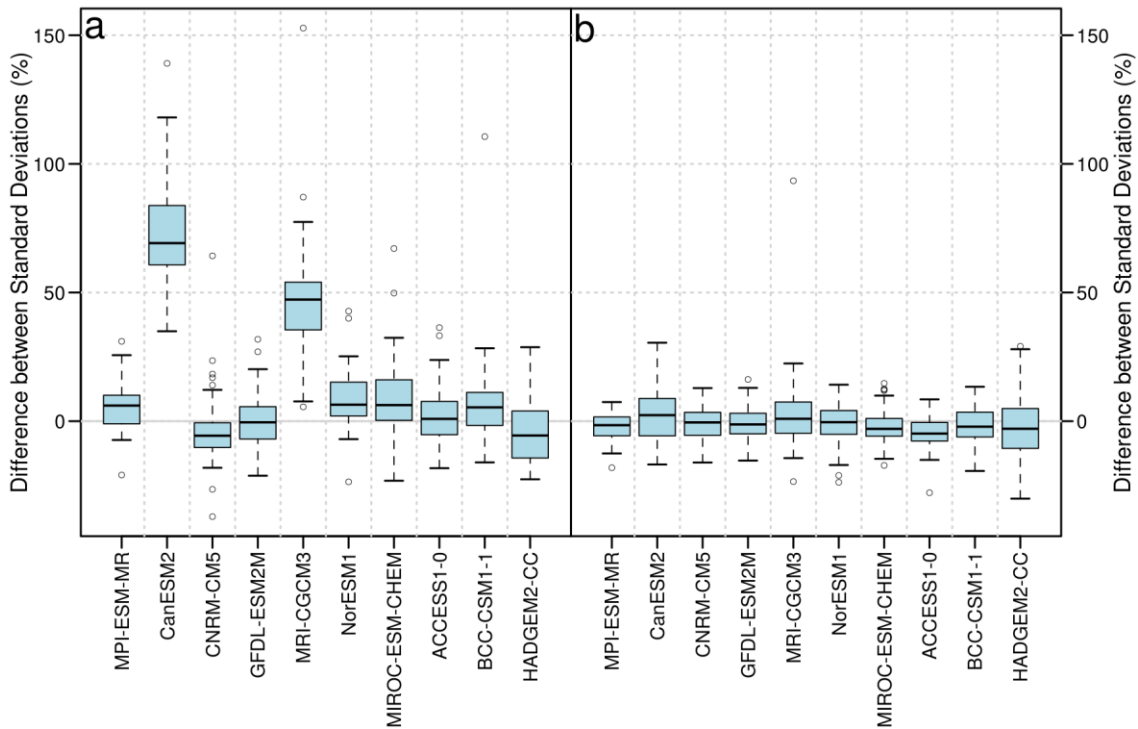 a
b
Difference between Standard Deviations (%)
150
100
50
0
150
100
50
0
Difference between Standard Deviations (%)
MPI-ESM-MR
CanESM2
CNRM-CM5
GFDL-ESM2M
MRI-CGCM3
NorESM1
MIROC-ESM-CHEM
ACCESS1-0
BCC-CSM1-1
HADGEM2-CC
MPI-ESM-MR
CanESM2
CNRM-CM5
GFDL-ESM2M
MRI-CGCM3
NorESM1
MIROC-ESM-CHEM
ACCESS1-0
BCC-CSM1-1
HADGEM2-CC